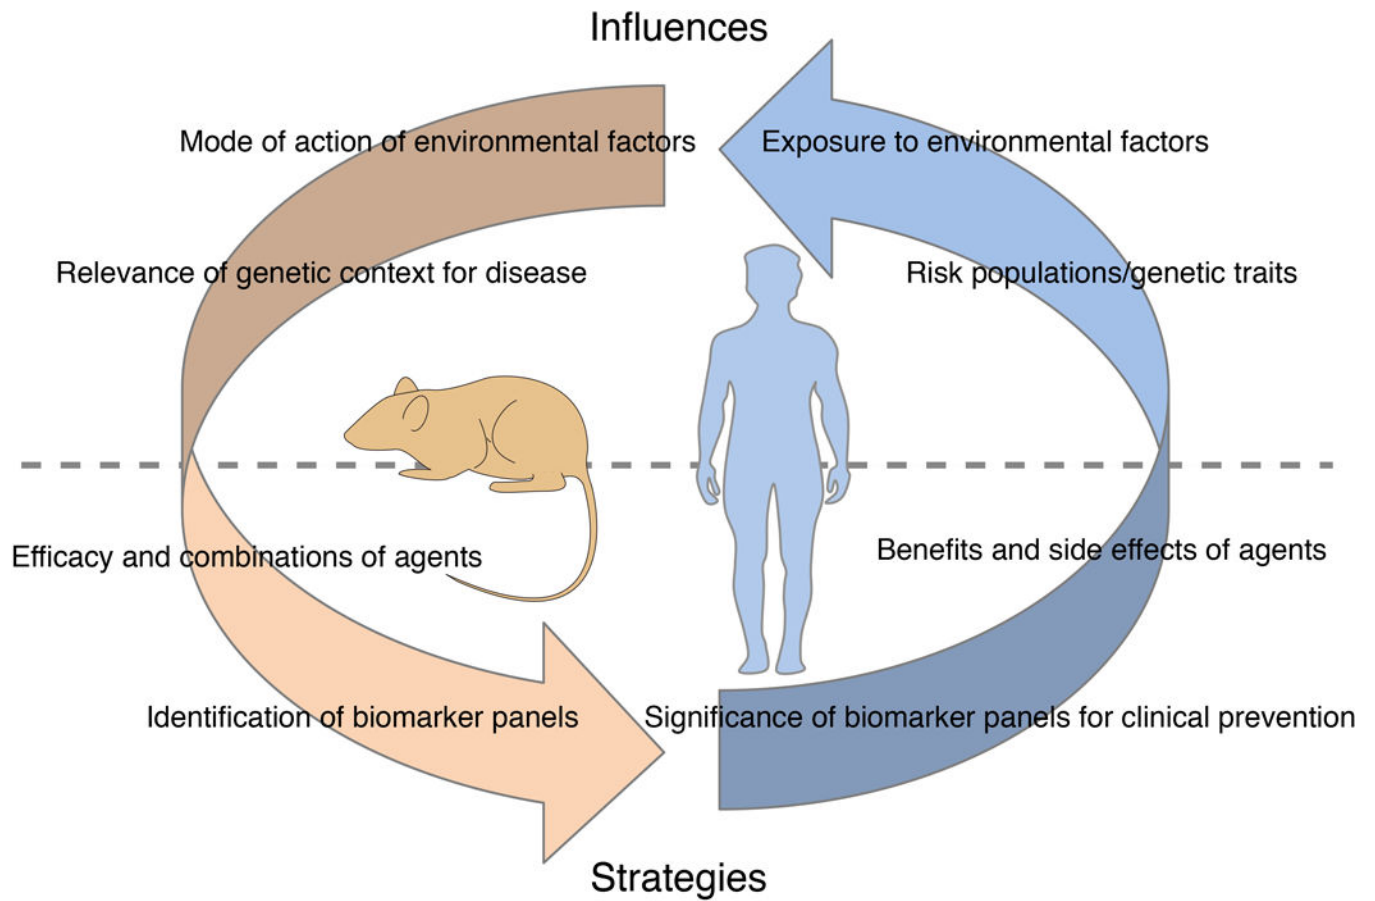 Influences
Mode of action of environmental factors
Exposure to environmental factors
Relevance of genetic context for disease
Risk populations/genetic traits
Efficacy and combinations of agents
Benefits and side effects of agents
Identification of biomarker panels
Significance of biomarker panels for clinical prevention
Strategies